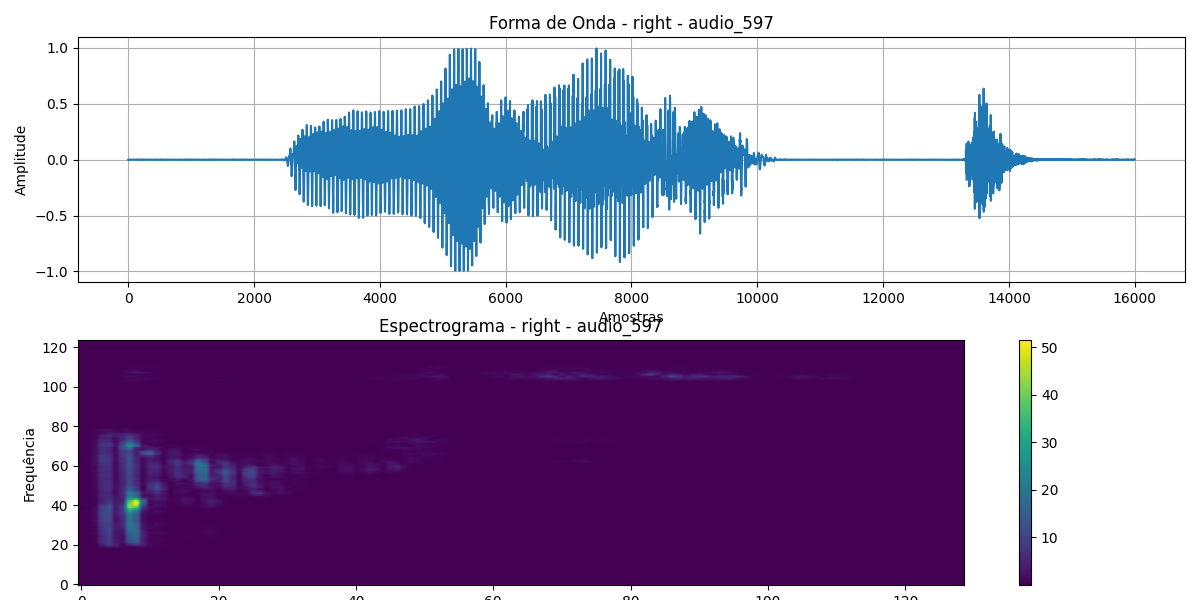 Forma de Onda - right - audio_597
1.0
0.5
0.0
−0.5
−1.0
Amplitude
0 2000 4000 6000 8000 10000 12000 14000 16000
Amostras
Espectrograma - right - audio_597
120
100
80
60
40
20
0
Frequência
0 20 40 60 80 100 120
50
40
30
20
10